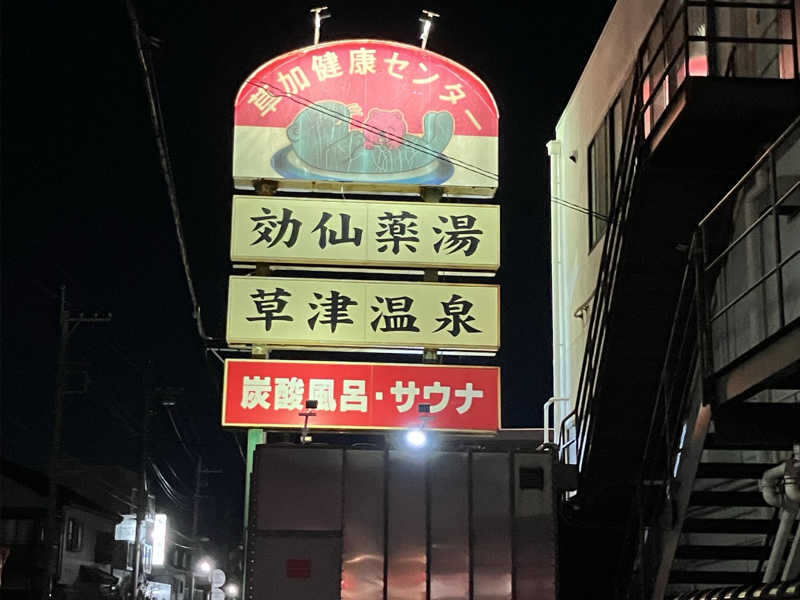 草加健康センター
効仙薬湯
草津温泉
炭酸風呂・サウナ